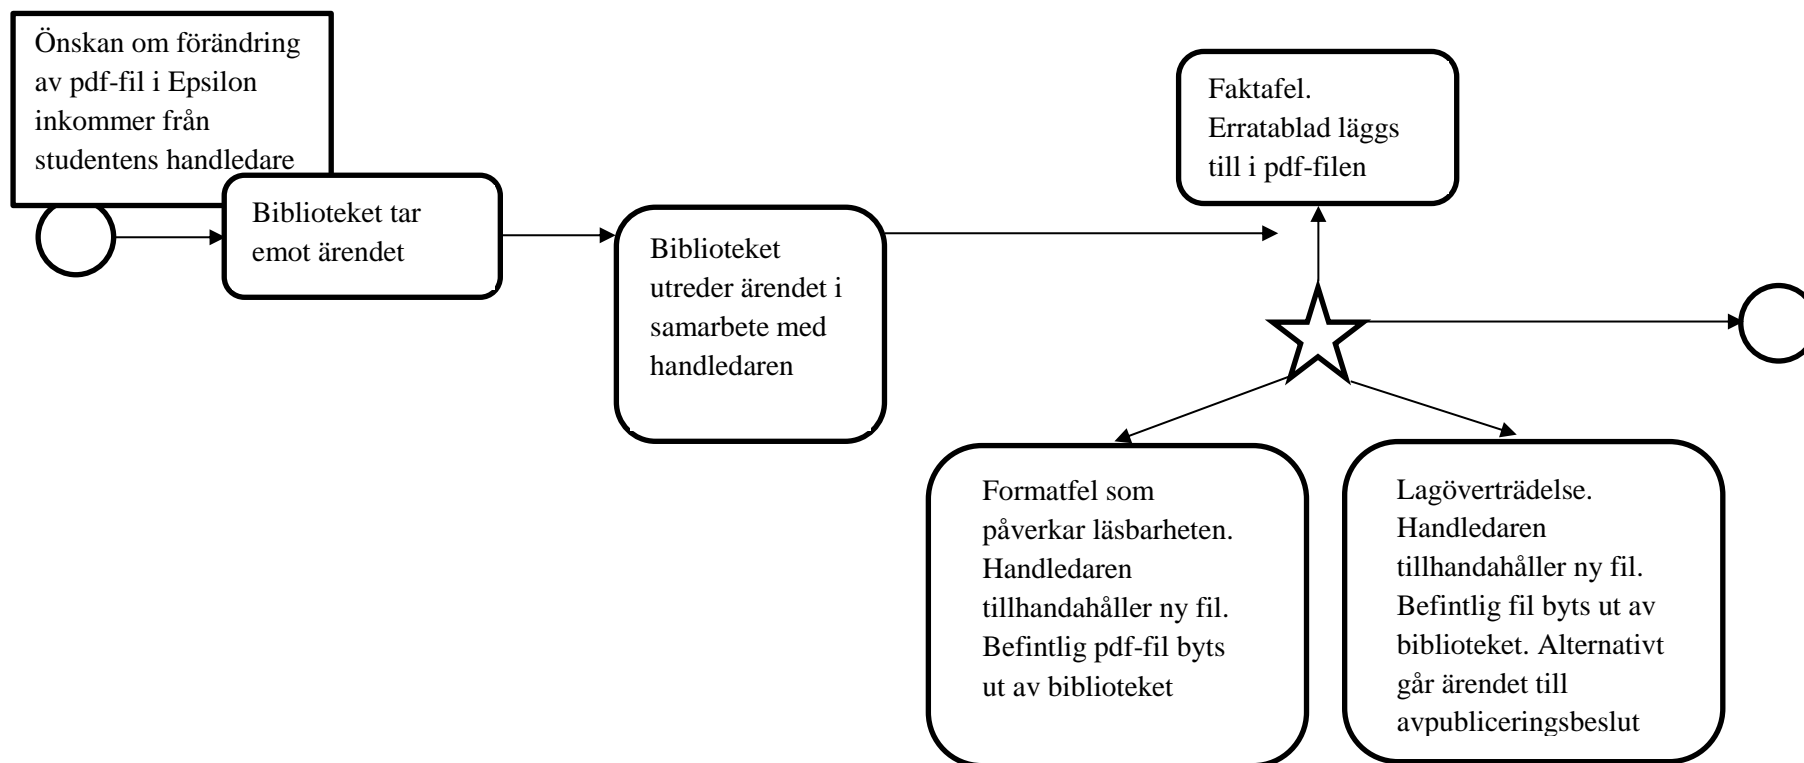 Önskan om förändring
av pdf-fil i Epsilon
inkommer från
studentens handledare
Biblioteket tar
emot ärendet
Biblioteket
utreder ärendet i
samarbete med
handledaren
Faktafel.
Erratablad läggs
till i pdf-filen
Formatfel som
påverkar läsbarheten.
Handledaren
tillhandahåller ny fil.
Befintlig pdf-fil byts
ut av biblioteket
Lagöverträdelse.
Handledaren
tillhandahåller ny fil.
Befintlig fil byts ut av
biblioteket. Alternativt
går ärendet till
avpubliceringsbeslut